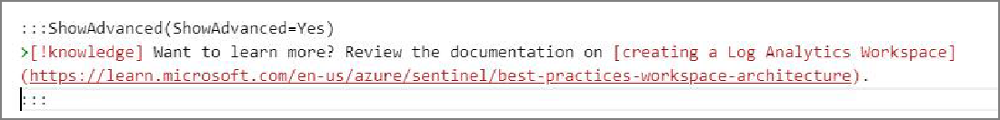 :::ShowAdvanced(ShowAdvanced=Yes)
>[!knowledge] Want to learn more? Review the documentation on [creating a Log Analytics Workspace]
(https://learn.microsoft.com/en-us/azure/sentinel/best-practices-workspace-architecture).
:::